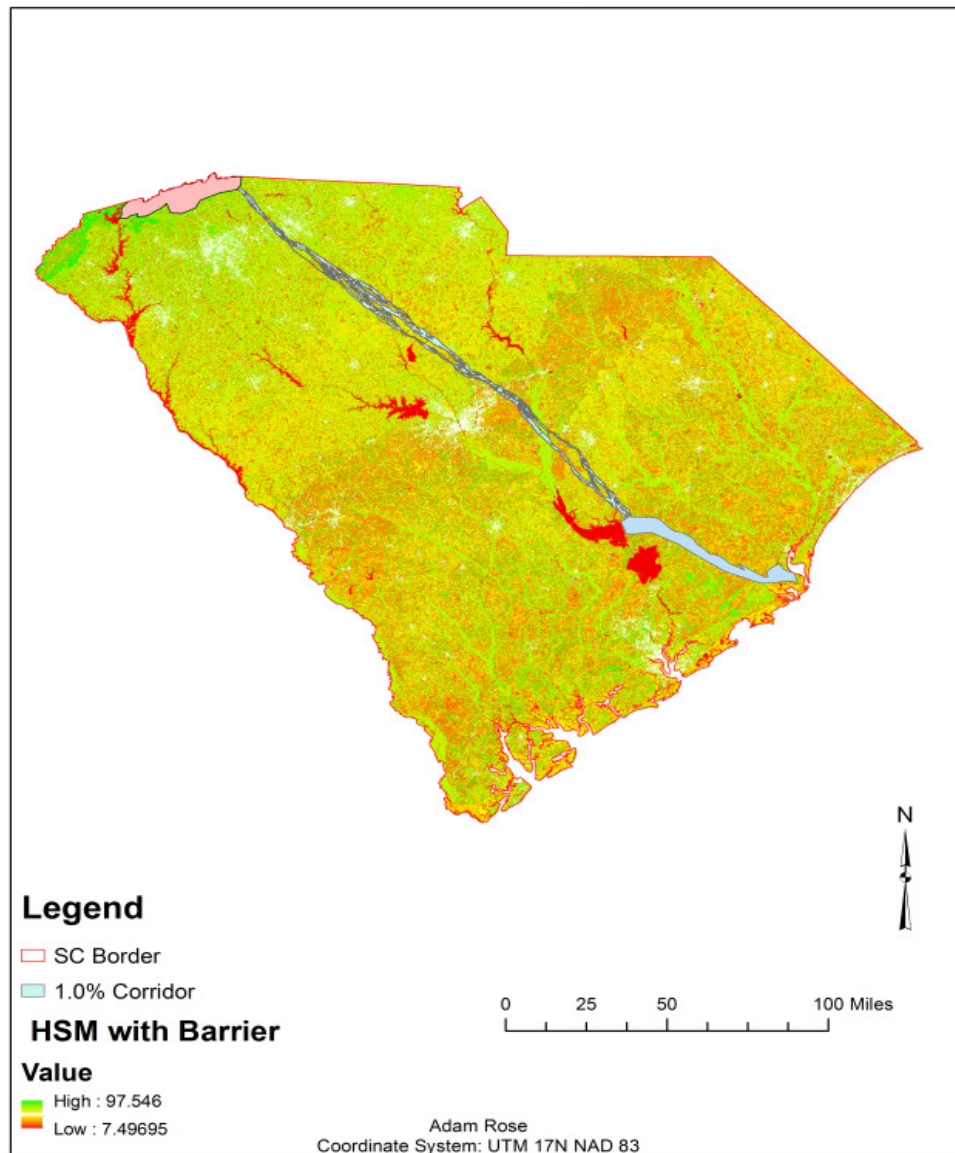 N
Legend
SC Border
1.0% Corridor
HSM with Barrier
Value
High : 97.546
Low : 7.49695
0 25 50 100 Miles
Adam Rose
Coordinate System: UTM 17N NAD 83